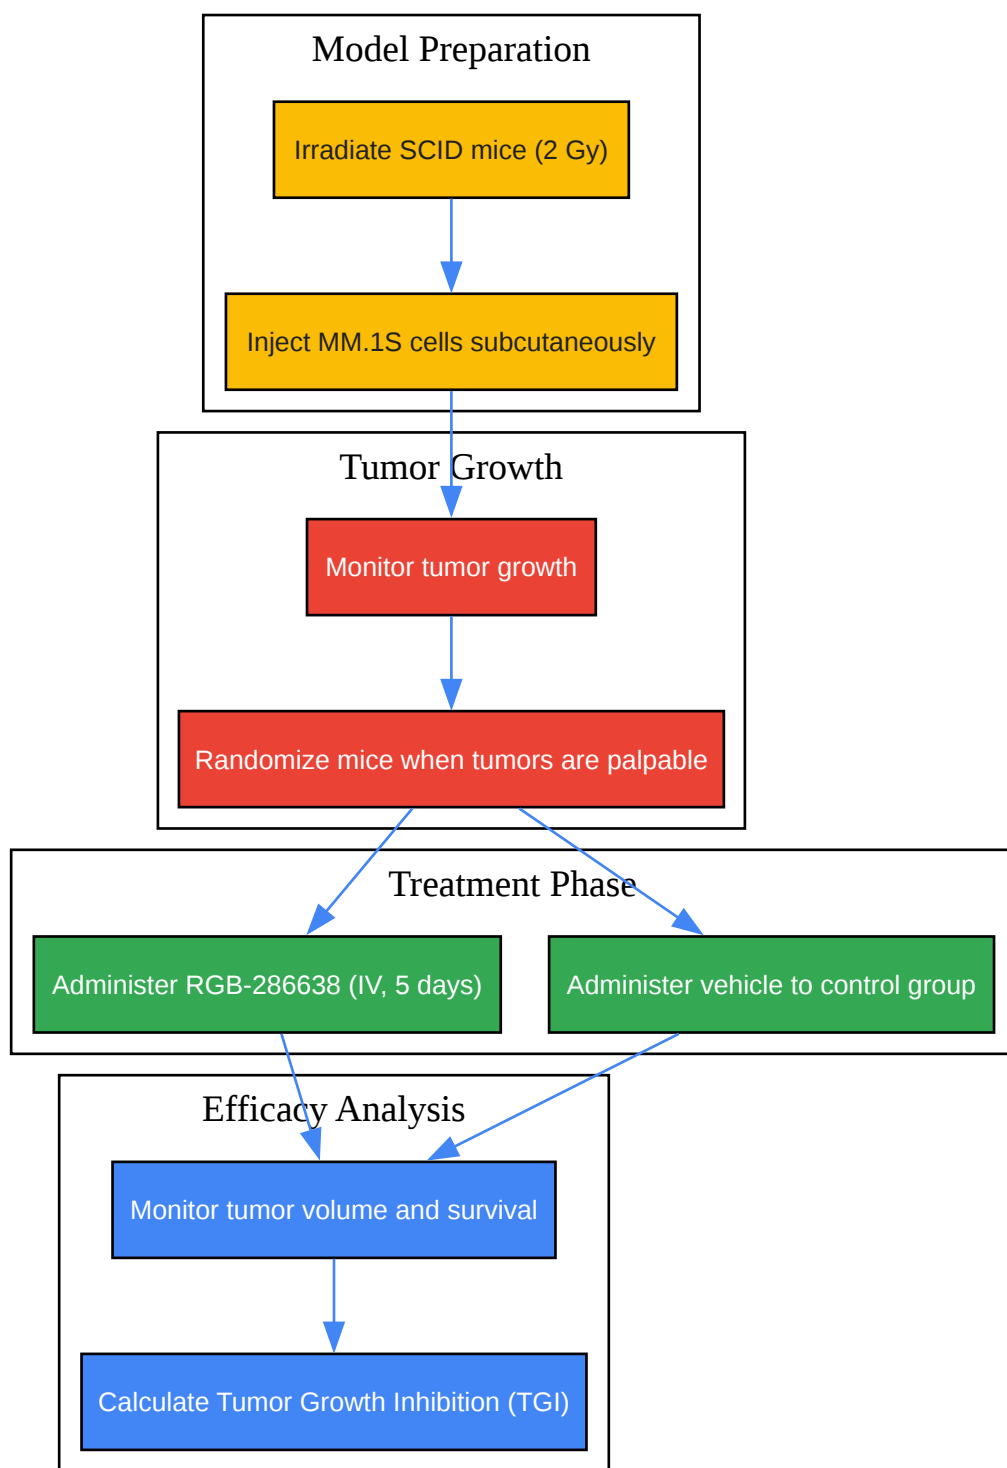 Model Preparation
Irradiate SCID mice (2 Gy)
Inject MM.1S cells subcutaneously
Tumor Growth
Monitor tumor growth
Randomize mice when tumors are palpable
Treatment Phase
Administer RGB-286638 (IV, 5 days)
Administer vehicle to control group
Efficacy Analysis
Monitor tumor volume and survival
Calculate Tumor Growth Inhibition (TGI)